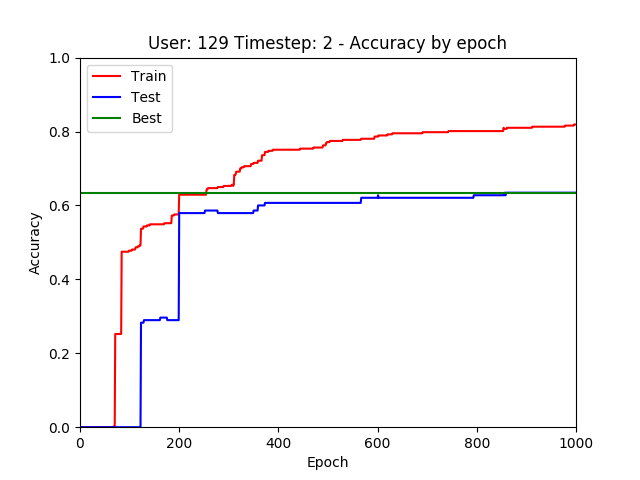 User: 129 Timestep: 2 - Accuracy by epoch
1.0
0.8
0.6
0.4
0.2
0.0
Accuracy
Train
Test
Best
0 200 400 600 800 1000
Epoch